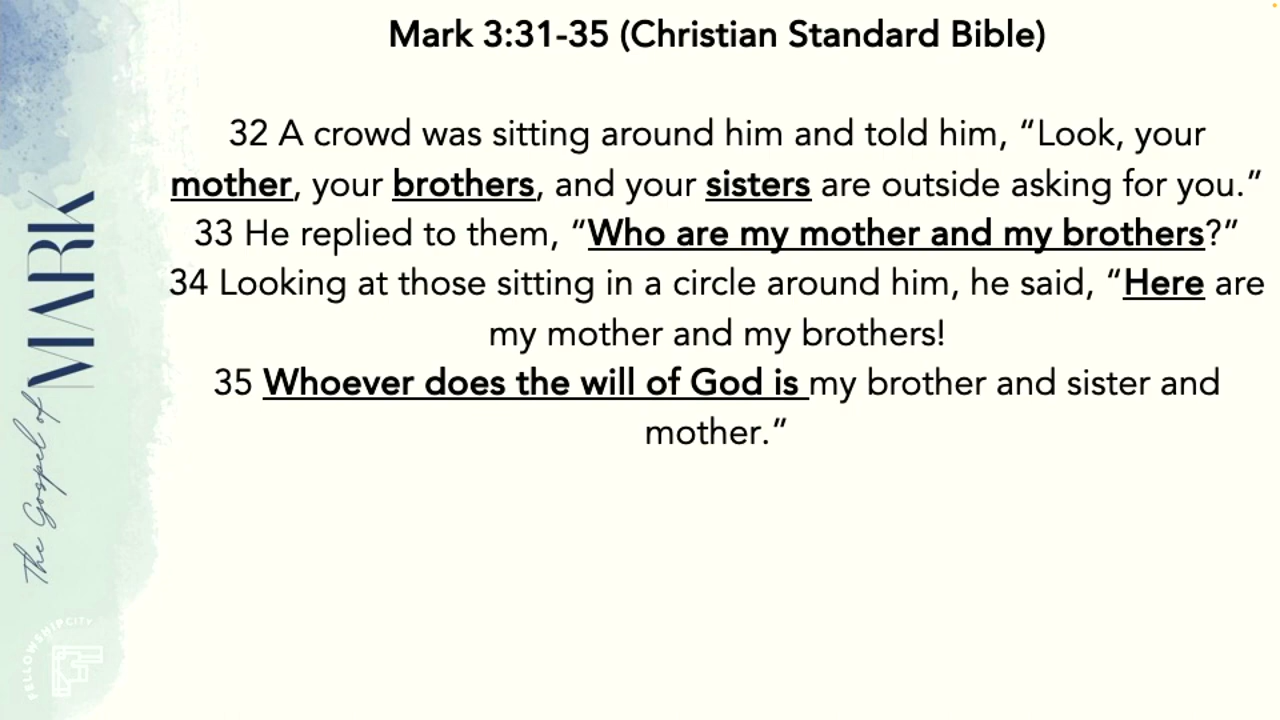 Mark 3:31-35 (Christian Standard Bible)
32 A crowd was sitting around him and told him, “Look, your
mother, your brothers, and your sisters are outside asking for you.”
33 He replied to them, “Who are my mother and my brothers?”
34 Looking at those sitting in a circle around him, he said, “Here are
my mother and my brothers!
35 Whoever does the will of God is my brother and sister and
mother.”
The Gospel of
MARK
FELLOWSHIPCITY